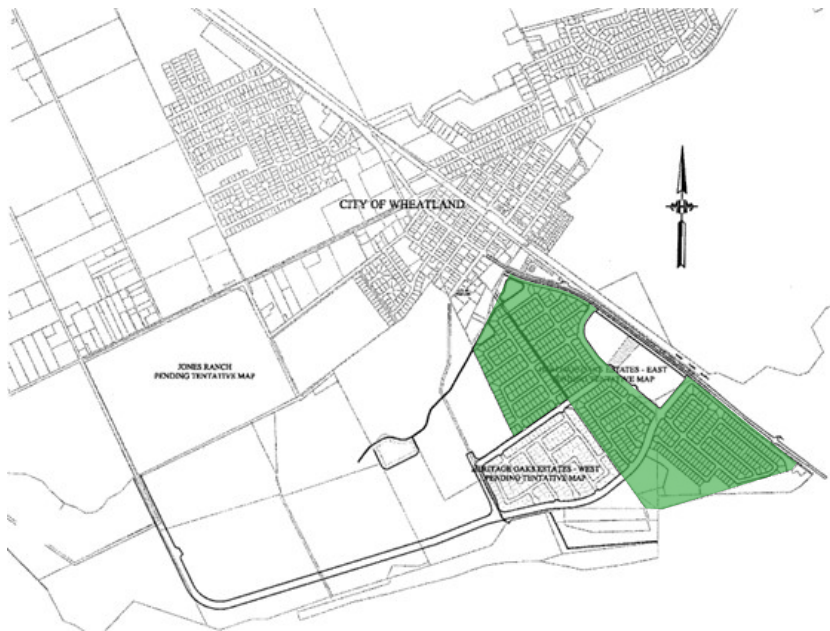 CITY OF WHEATLAND
JONES RANCH
PENDING TENTATIVE MAP
ESTATES - EAST
TENTATIVE MAP
HERITAGE OAKS ESTATES - WEST
PENDING TENTATIVE MAP